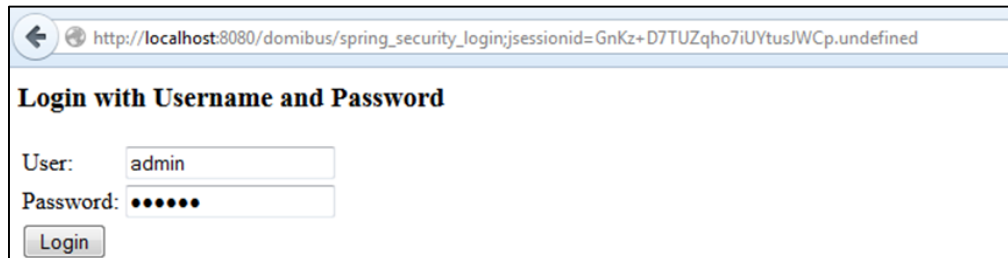 http://localhost:8080/domibus/spring_security_login;jsessionid=GnKz+D7TUZqho7iUYtusJWCp.undefined
Login with Username and Password
User: admin
Password: ••••••
Login